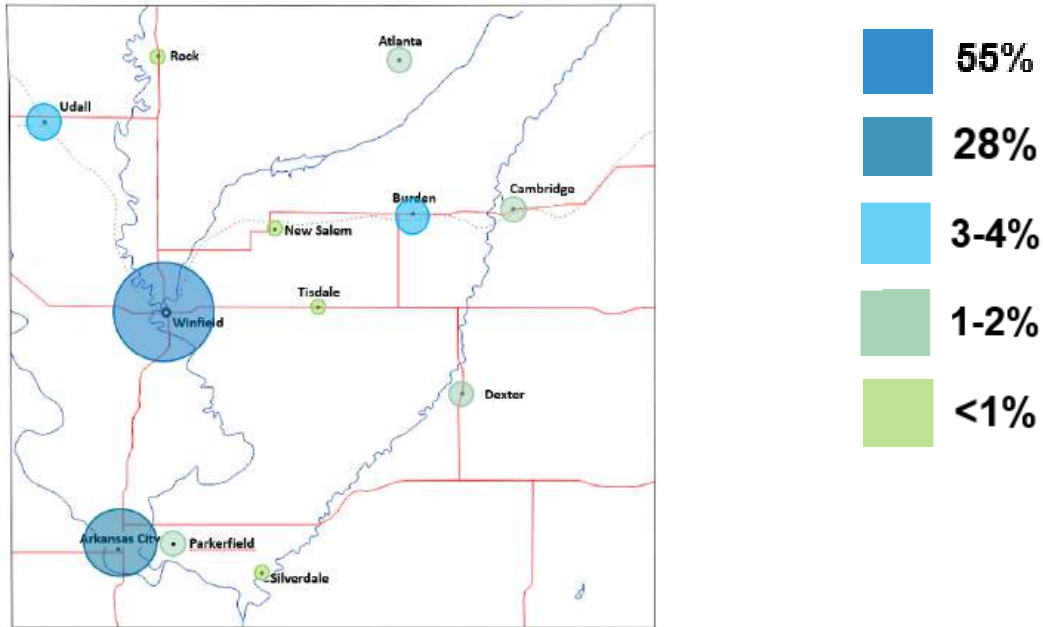 Atlanta
Rock
Udall
Cambridge
Burden
New Salem
Tisdale
Winfield
Dexter
Arkansas City
Parkerfield
Silverdale
55%
28%
3-4%
1-2%
<1%